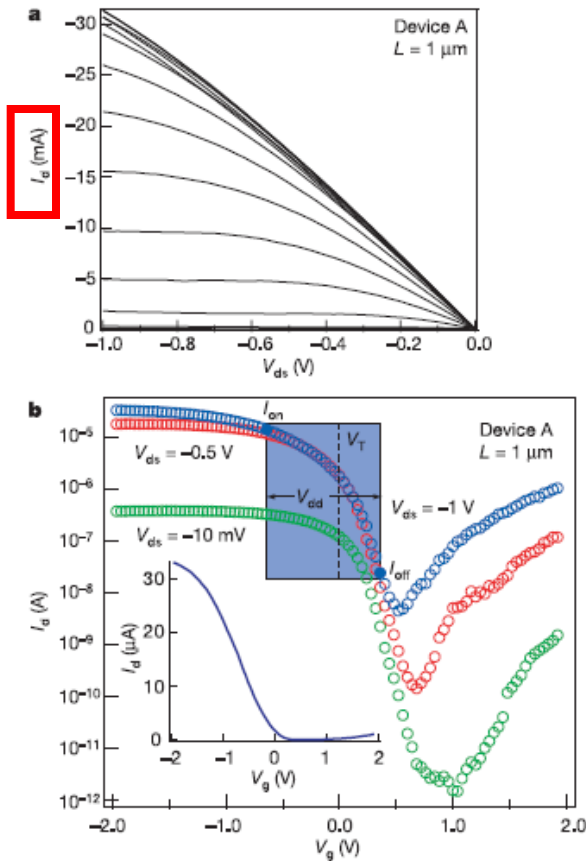 a
Device A
L = 1 μm
I_d (mA)
–30
–25
–20
–15
–10
–5
0
–1.0 –0.8 –0.6 –0.4 –0.2 0.0
V_ds (V)
b
I_on
V_T
Device A
L = 1 μm
V_ds = –0.5 V
V_dd
V_ds = –1 V
V_ds = –10 mV
I_off
I_d (A)
10⁻⁵
10⁻⁶
10⁻⁷
10⁻⁸
10⁻⁹
10⁻¹⁰
10⁻¹¹
10⁻¹²
I_d (μA)
30
20
10
0
–2 –1 0 1 2
V_g (V)
–2.0 –1.0 0.0 1.0 2.0
V_g (V)